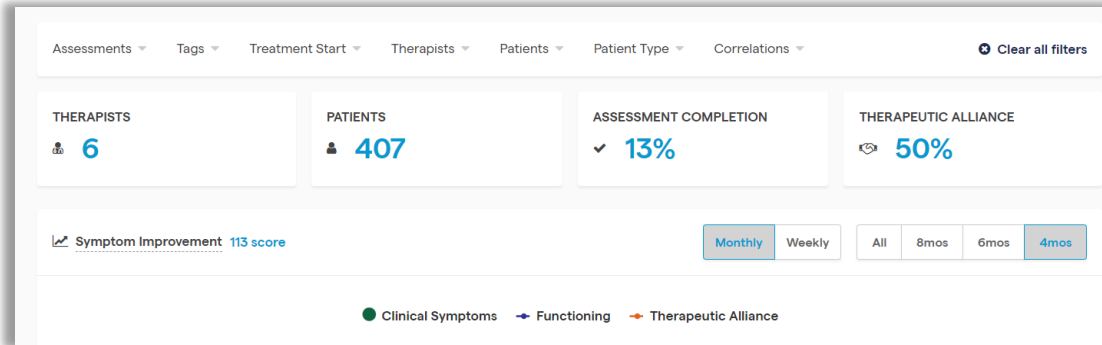 Assessments Tags Treatment Start Therapists Patients Patient Type Correlations Clear all filters
THERAPISTS PATIENTS ASSESSMENT COMPLETION THERAPEUTIC ALLIANCE
6 407 13% 50%
Symptom Improvement 113 score Monthly Weekly All 8mos 6mos 4mos
Clinical Symptoms Functioning Therapeutic Alliance